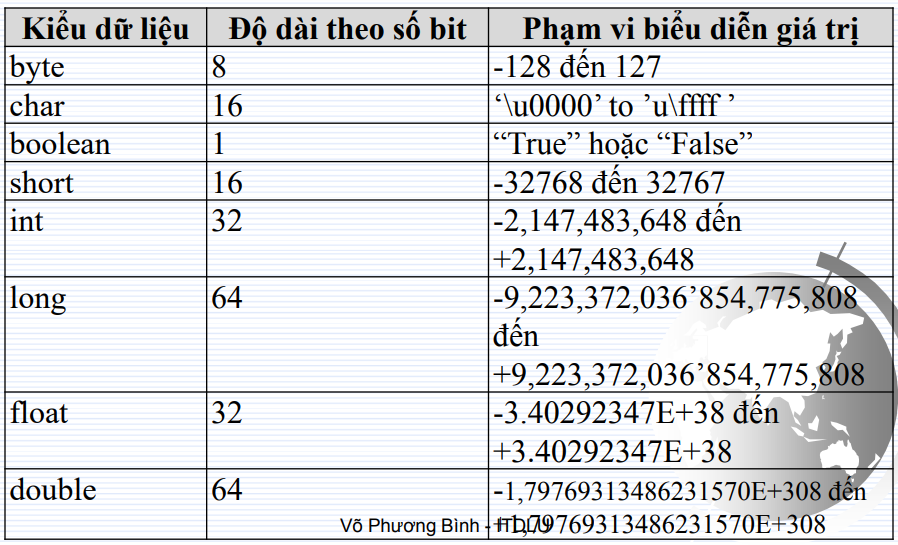 Kiểu dữ liệu Độ dài theo số bit Phạm vi biểu diễn giá trị
byte 8 -128 đến 127
char 16 ‘\u0000’ to ’u\ffff ’
boolean 1 “True” hoặc “False”
short 16 -32768 đến 32767
int 32 -2,147,483,648 đến
+2,147,483,648
long 64 -9,223,372,036’854,775,808
đến
+9,223,372,036’854,775,808
float 32 -3.40292347E+38 đến
+3.40292347E+38
double 64 -1,79769313486231570E+308 đến
+1,79769313486231570E+308
Võ Phương Bình - ITDLU